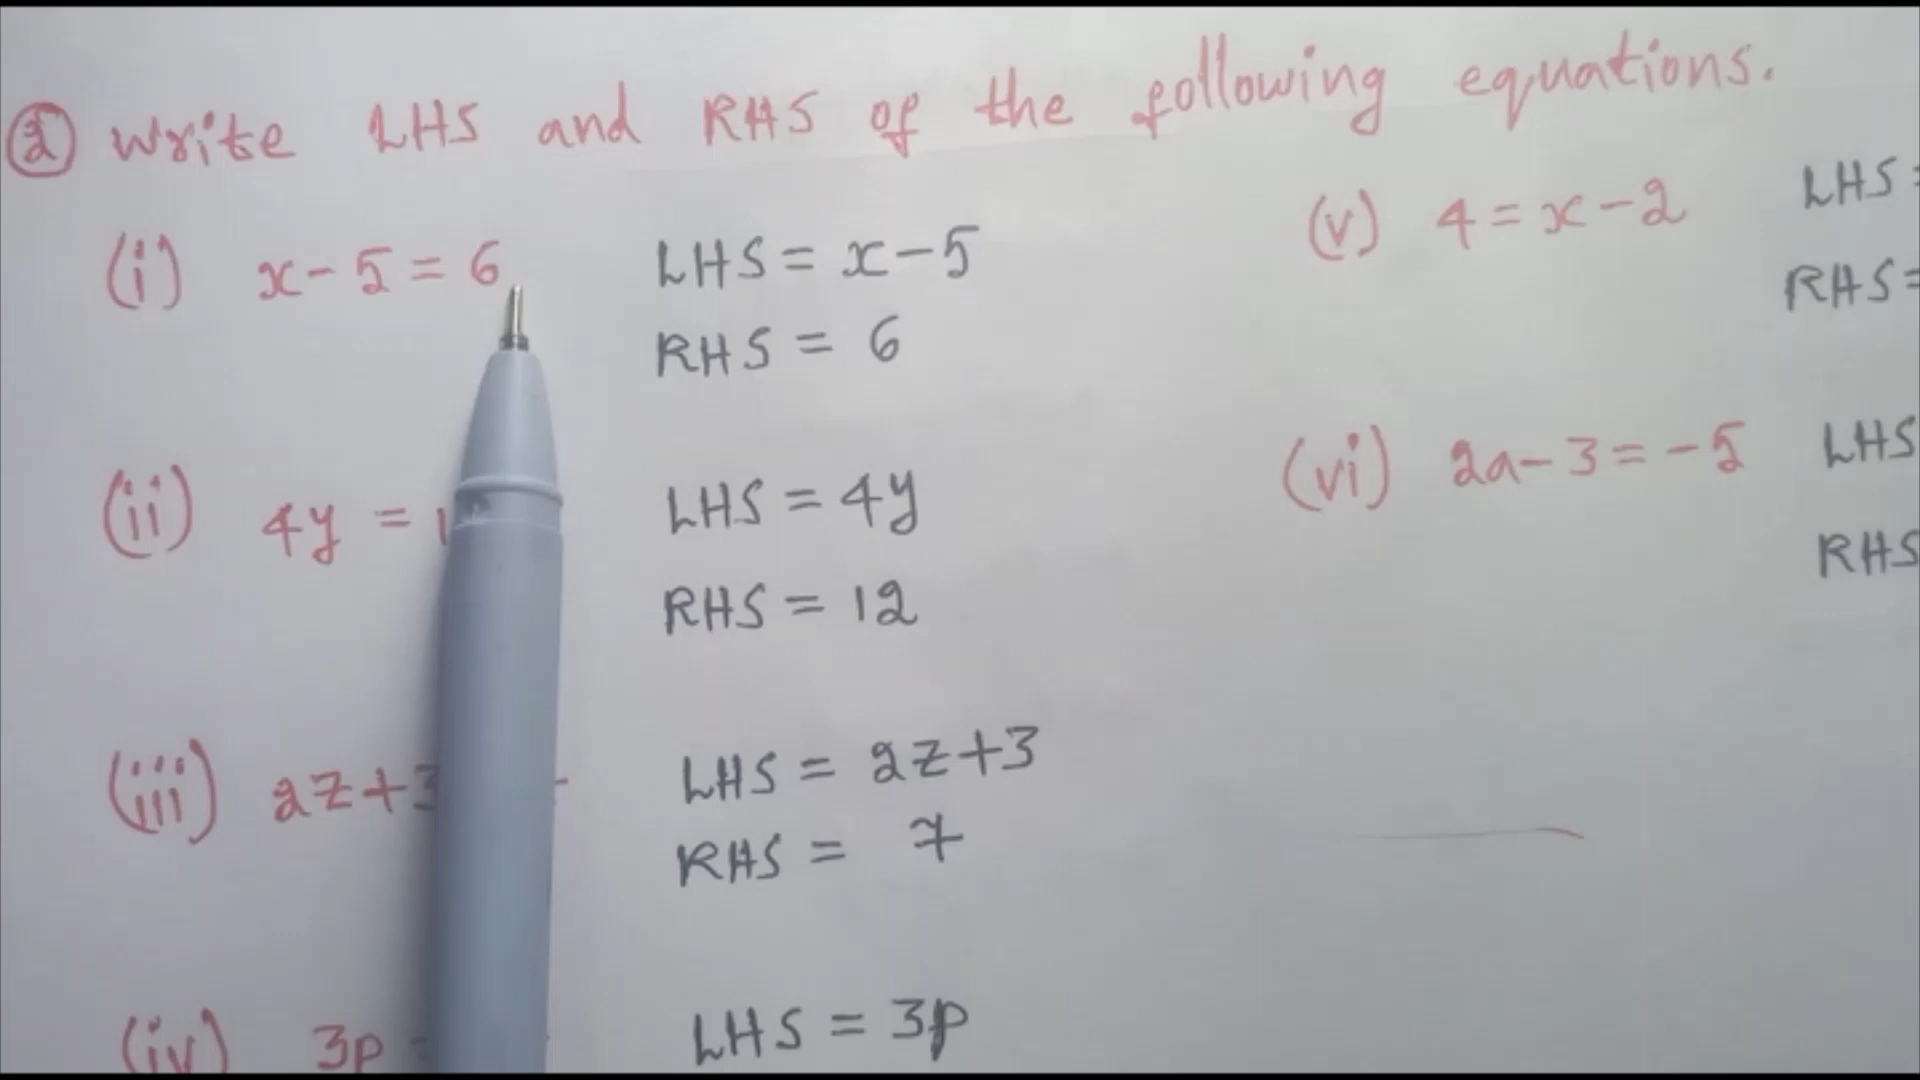 ② Write LHS and RHS of the following equations.
(i) x - 5 = 6 LHS = x - 5
RHS = 6
(ii) 4y = 1 LHS = 4y
RHS = 12
(iii) 2z + 3 LHS = 2z + 3
RHS = 7
(iv) 3p = LHS = 3p
(v) 4 = x - 2 LHS =
RHS =
(vi) 2a - 3 = - 5 LHS
RHS